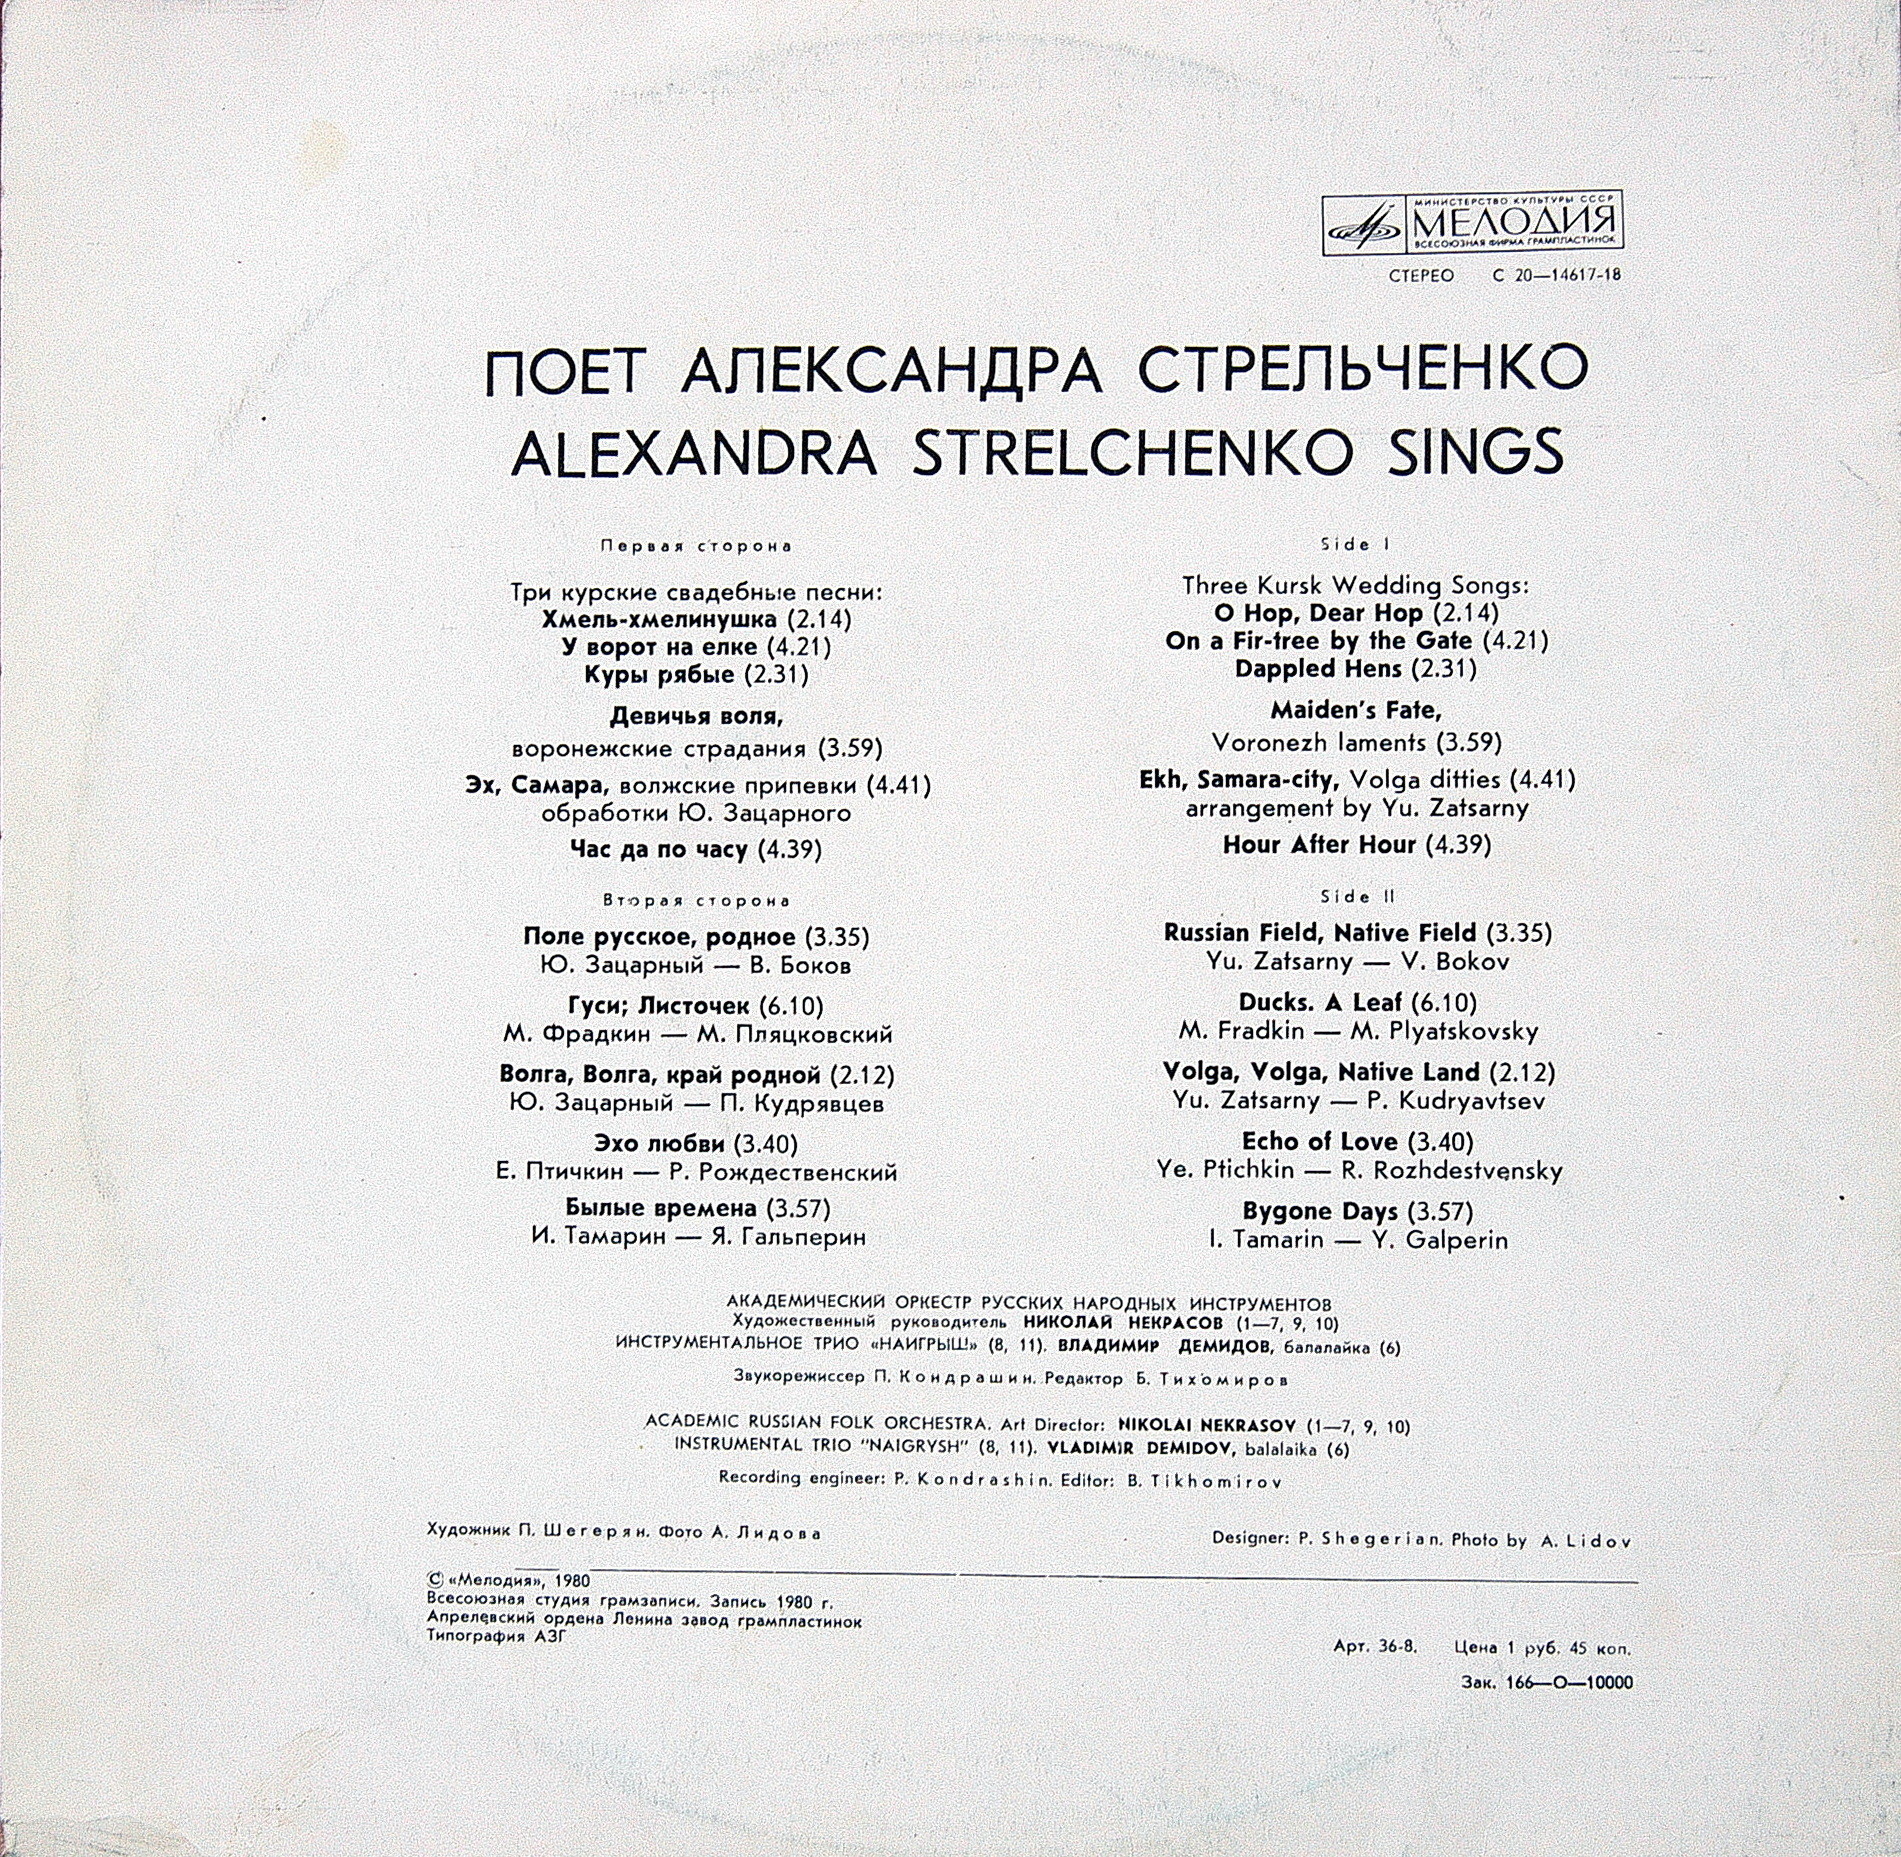 МИНИСТЕРСТВО КУЛЬТУРЫ СССР
МЕЛОДИЯ
ВСЕСОЮЗНАЯ ФИРМА ГРАМПЛАСТИНОК
СТЕРЕО С 20—14617-18
ПОЕТ АЛЕКСАНДРА СТРЕЛЬЧЕНКО
ALEXANDRA STRELCHENKO SINGS
Первая сторона
Три курские свадебные песни:
Хмель-хмелинушка (2.14)
У ворот на елке (4.21)
Куры рябые (2.31)
Девичья воля,
воронежские страдания (3.59)
Эх, Самара, волжские припевки (4.41)
обработки Ю. Зацарного
Час да по часу (4.39)
Вторая сторона
Поле русское, родное (3.35)
Ю. Зацарный — В. Боков
Гуси; Листочек (6.10)
М. Фрадкин — М. Пляцковский
Волга, Волга, край родной (2.12)
Ю. Зацарный — П. Кудрявцев
Эхо любви (3.40)
Е. Птичкин — Р. Рождественский
Былые времена (3.57)
И. Тамарин — Я. Гальперин
Side I
Three Kursk Wedding Songs:
O Hop, Dear Hop (2.14)
On a Fir-tree by the Gate (4.21)
Dappled Hens (2.31)
Maiden's Fate,
Voronezh laments (3.59)
Ekh, Samara-city, Volga ditties (4.41)
arrangement by Yu. Zatsarny
Hour After Hour (4.39)
Side II
Russian Field, Native Field (3.35)
Yu. Zatsarny — V. Bokov
Ducks. A Leaf (6.10)
M. Fradkin — M. Plyatskovsky
Volga, Volga, Native Land (2.12)
Yu. Zatsarny — P. Kudryavtsev
Echo of Love (3.40)
Ye. Ptichkin — R. Rozhdestvensky
Bygone Days (3.57)
I. Tamarin — Y. Galperin
АКАДЕМИЧЕСКИЙ ОРКЕСТР РУССКИХ НАРОДНЫХ ИНСТРУМЕНТОВ
Художественный руководитель НИКОЛАЙ НЕКРАСОВ (1—7, 9, 10)
ИНСТРУМЕНТАЛЬНОЕ ТРИО «НАИГРЫШ» (8, 11). ВЛАДИМИР ДЕМИДОВ, балалайка (6)
Звукорежиссер П. Кондрашин. Редактор Б. Тихомиров
ACADEMIC RUSSIAN FOLK ORCHESTRA. Art Director: NIKOLAI NEKRASOV (1—7, 9, 10)
INSTRUMENTAL TRIO "NAIGRYSH" (8, 11). VLADIMIR DEMIDOV, balalaika (6)
Recording engineer: P. Kondrashin. Editor: B. Tikhomirov
Художник П. Шегерян. Фото А. Лидова
Designer: P. Shegerian. Photo by A. Lidov
© «Мелодия», 1980
Всесоюзная студия грамзаписи. Запись 1980 г.
Апрелевский ордена Ленина завод грампластинок
Типография АЗГ
Арт. 36-8. Цена 1 руб. 45 коп.
Зак. 166—О—10000